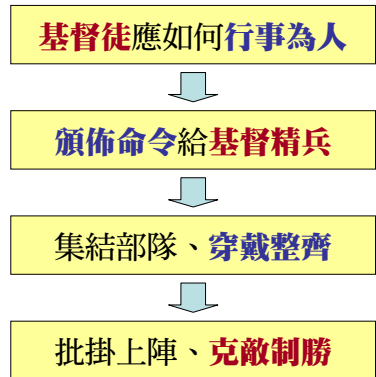 基督徒應如何行事為人
頒佈命令給基督精兵
集結部隊、穿戴整齊
批掛上陣、克敵制勝